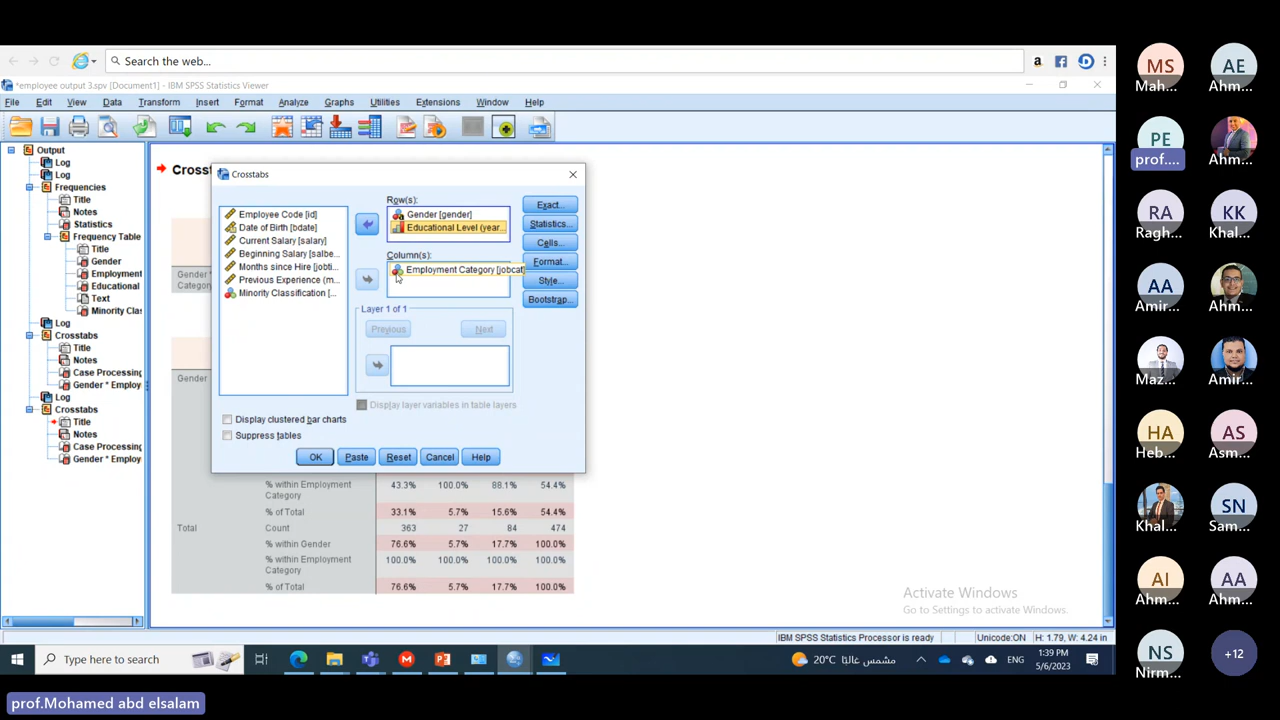 Search the web...
a
*employee output 3.spv [Document1] - IBM SPSS Statistics Viewer
File Edit View Data Transform Insert Format Analyze Graphs Utilities Extensions Window Help
Output
Log
Log
Frequencies
Title
Notes
Statistics
Frequency Table
Title
Gender
Employment
Educational
Text
Minority Clas
Log
Crosstabs
Title
Notes
Case Processing
Gender * Employ
Log
Crosstabs
Title
Notes
Case Processing
Gender * Employ
Crosst
Gender *
Categ
Gender
Crosstabs
Employee Code [id]
Date of Birth [bdate]
Current Salary [salary]
Beginning Salary [salbe...
Months since Hire [jobti...
Previous Experience (m...
Minority Classification [...
Row(s):
Gender [gender]
Educational Level (year...
Column(s):
Employment Category [jobcat]
Layer 1 of 1
Previous Next
Display layer variables in table layers
Exact...
Statistics...
Cells...
Format...
Style...
Bootstrap...
Display clustered bar charts
Suppress tables
OK Paste Reset Cancel Help
% within Employment Category 43.3% 100.0% 88.1% 54.4%
% of Total 33.1% 5.7% 15.6% 54.4%
Total Count 363 27 84 474
% within Gender 76.6% 5.7% 17.7% 100.0%
% within Employment Category 100.0% 100.0% 100.0% 100.0%
% of Total 76.6% 5.7% 17.7% 100.0%
Activate Windows
Go to Settings to activate Windows.
IBM SPSS Statistics Processor is ready Unicode:ON H: 1.79, W: 4.24 in
Type here to search
20°C مشمس غالبًا
ENG
1:39 PM
5/6/2023
MS AE
Mah... Ahm...
PE
prof.... Ahm...
RA KK
Ragh... Khal...
AA
Amir... Ahm...
Maz... Amir...
HA AS
Heb... Asm...
SN
Khal... Sam...
AI AA
Ahm... Ahm...
NS +12
Nirm...
prof.Mohamed abd elsalam